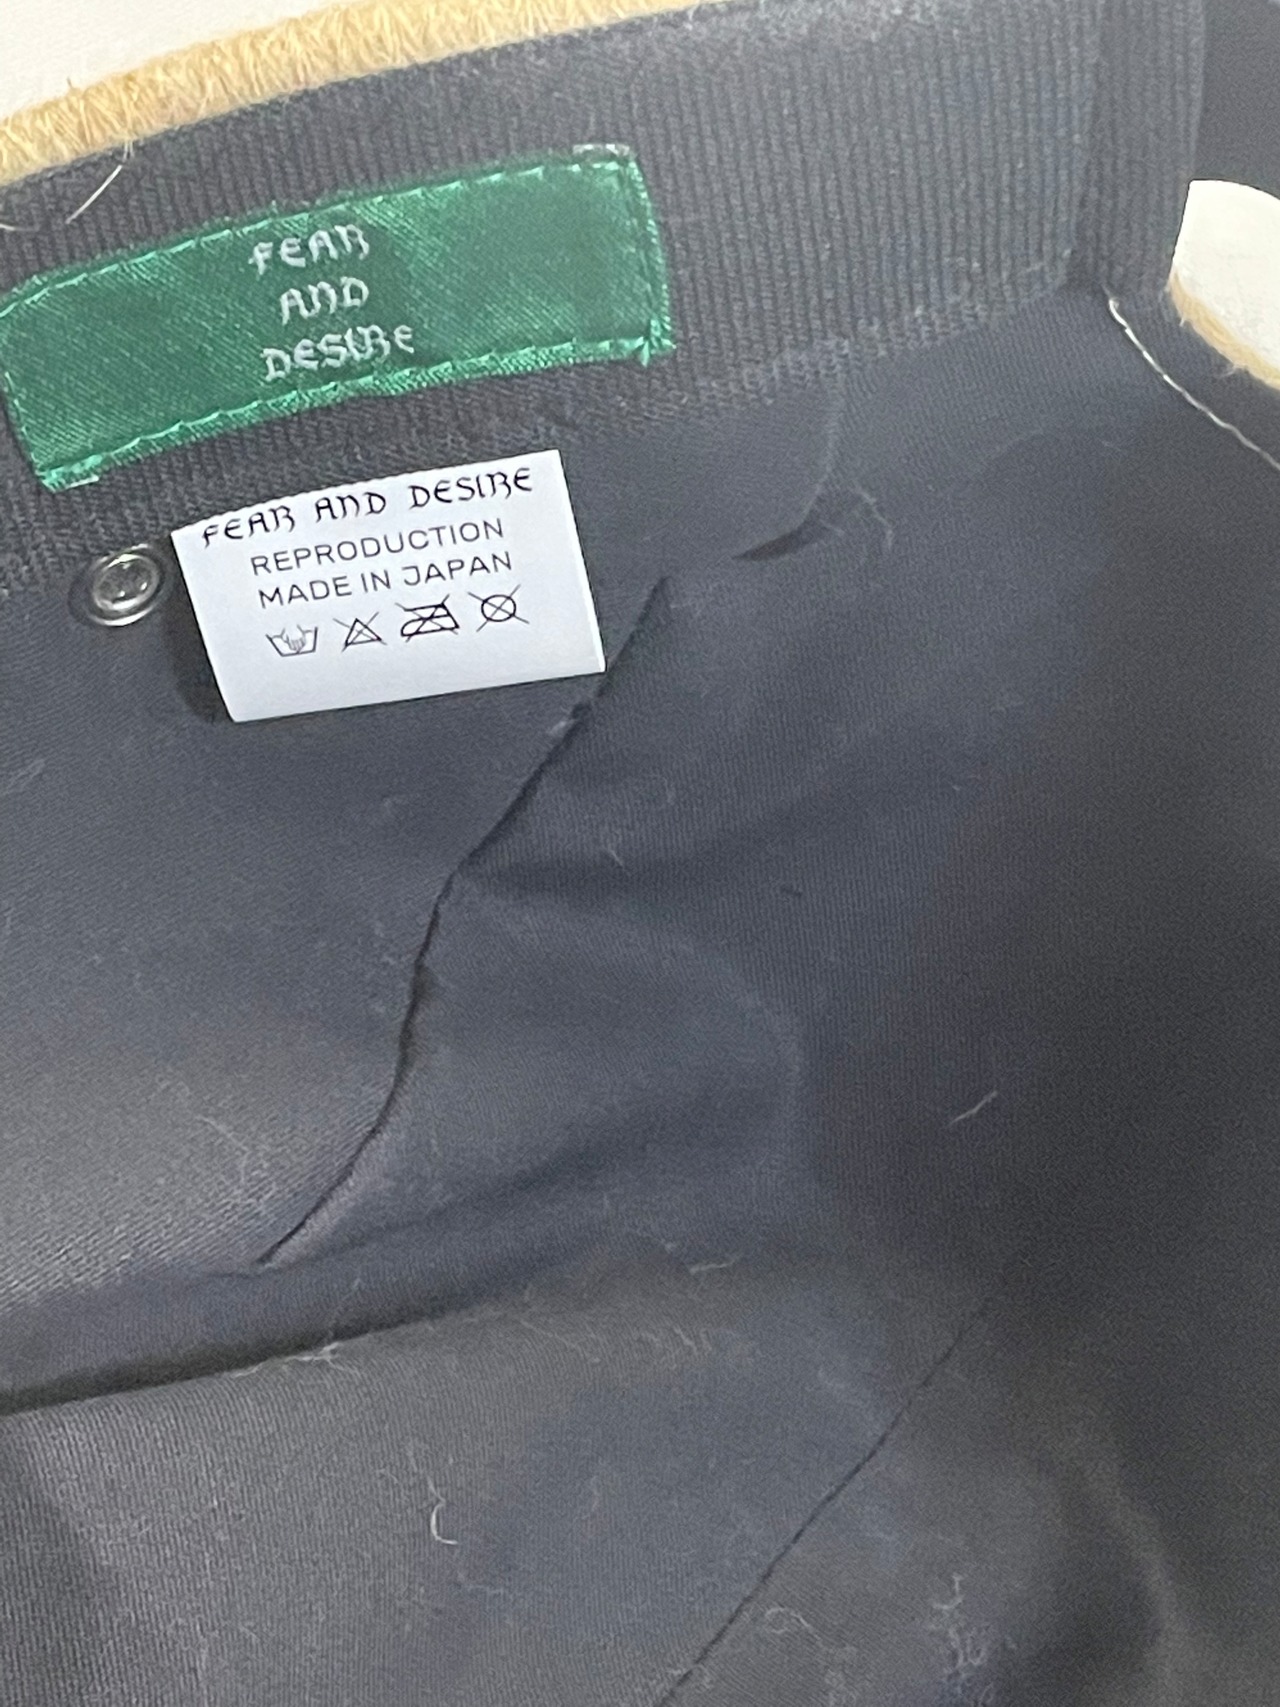 FEAR
AND
DESIRE
FEAR AND DESIRE
REPRODUCTION
MADE IN JAPAN